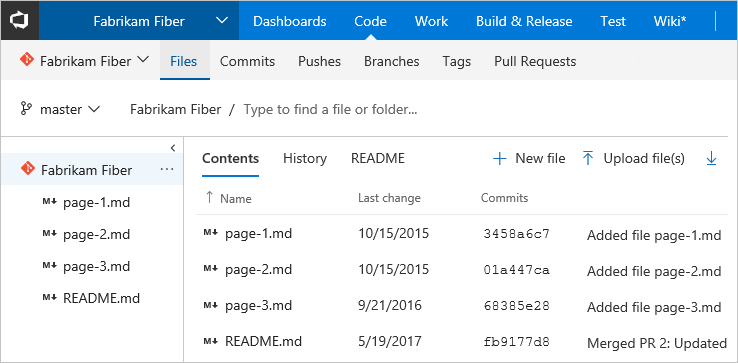 Fabrikam Fiber Dashboards Code Work Build & Release Test Wiki*
Fabrikam Fiber Files Commits Pushes Branches Tags Pull Requests
master Fabrikam Fiber / Type to find a file or folder...
Fabrikam Fiber ...
M↓ page-1.md
M↓ page-2.md
M↓ page-3.md
M↓ README.md
Contents History README + New file Upload file(s)
↑ Name Last change Commits
M↓ page-1.md 10/15/2015 3458a6c7 Added file page-1.md
M↓ page-2.md 10/15/2015 01a447ca Added file page-2.md
M↓ page-3.md 9/21/2016 68385e28 Added file page-3.md
M↓ README.md 5/19/2017 fb9177d8 Merged PR 2: Updated